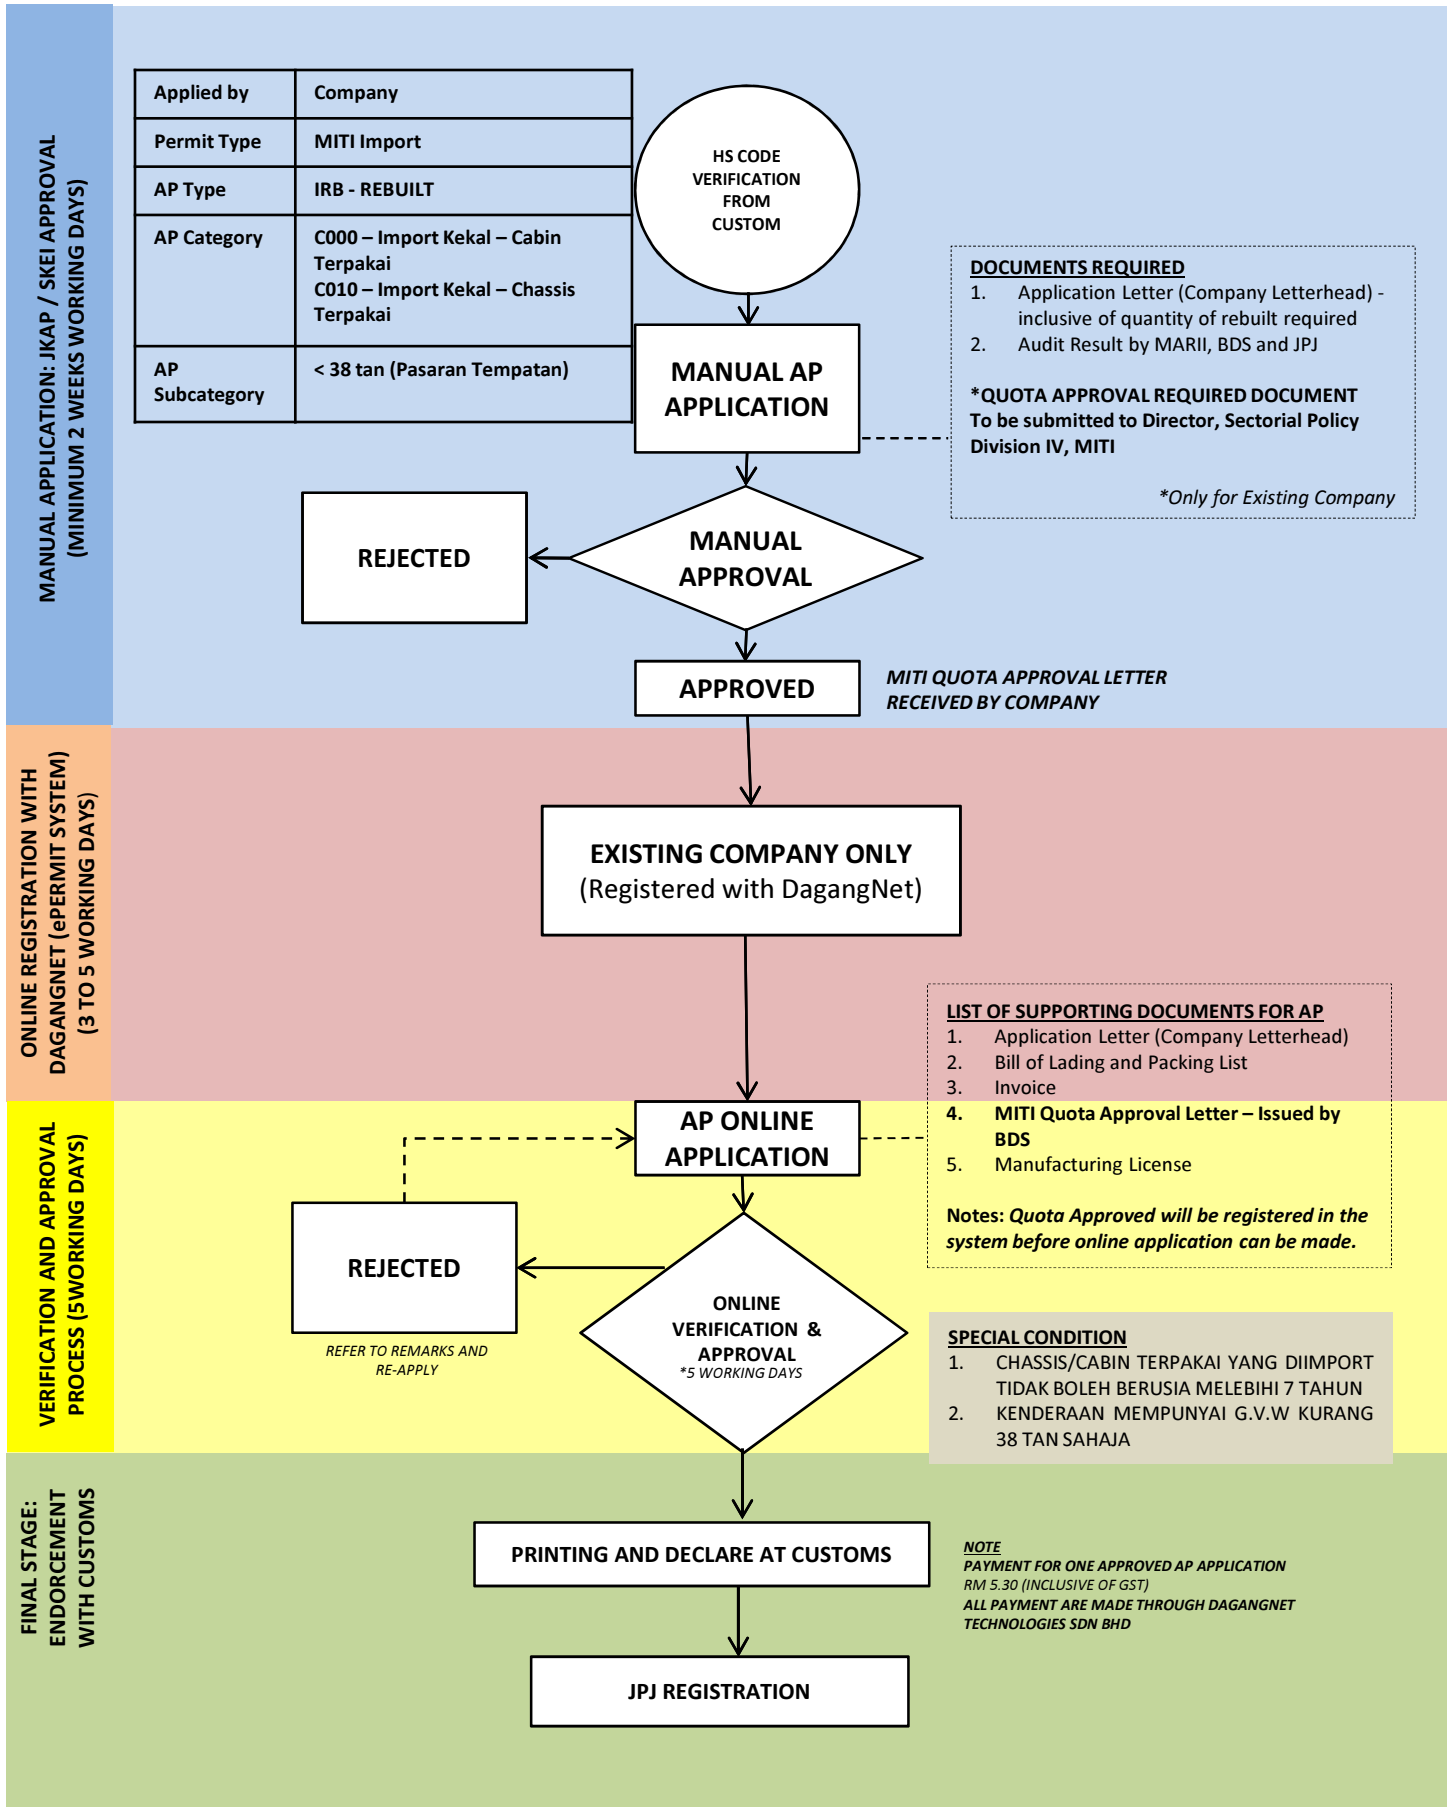 MANUAL APPLICATION: JKAP / SKEI APPROVAL
(MINIMUM 2 WEEKS WORKING DAYS)
Applied by Company
Permit Type MITI Import
AP Type IRB - REBUILT
AP Category C000 – Import Kekal – Cabin
Terpakai
C010 – Import Kekal – Chassis
Terpakai
AP < 38 tan (Pasaran Tempatan)
Subcategory
HS CODE
VERIFICATION
FROM
CUSTOM
MANUAL AP
APPLICATION
DOCUMENTS REQUIRED
1. Application Letter (Company Letterhead) -
inclusive of quantity of rebuilt required
2. Audit Result by MARII, BDS and JPJ
*QUOTA APPROVAL REQUIRED DOCUMENT
To be submitted to Director, Sectorial Policy
Division IV, MITI
*Only for Existing Company
MANUAL
APPROVAL
REJECTED
APPROVED
MITI QUOTA APPROVAL LETTER
RECEIVED BY COMPANY
ONLINE REGISTRATION WITH
DAGANGNET (ePERMIT SYSTEM)
(3 TO 5 WORKING DAYS)
EXISTING COMPANY ONLY
(Registered with DagangNet)
LIST OF SUPPORTING DOCUMENTS FOR AP
1. Application Letter (Company Letterhead)
2. Bill of Lading and Packing List
3. Invoice
4. MITI Quota Approval Letter – Issued by
BDS
5. Manufacturing License
Notes: Quota Approved will be registered in the
system before online application can be made.
VERIFICATION AND APPROVAL
PROCESS (5WORKING DAYS)
AP ONLINE
APPLICATION
REJECTED
REFER TO REMARKS AND
RE-APPLY
ONLINE
VERIFICATION &
APPROVAL
*5 WORKING DAYS
SPECIAL CONDITION
1. CHASSIS/CABIN TERPAKAI YANG DIIMPORT
TIDAK BOLEH BERUSIA MELEBIHI 7 TAHUN
2. KENDERAAN MEMPUNYAI G.V.W KURANG
38 TAN SAHAJA
FINAL STAGE:
ENDORCEMENT
WITH CUSTOMS
PRINTING AND DECLARE AT CUSTOMS
NOTE
PAYMENT FOR ONE APPROVED AP APPLICATION
RM 5.30 (INCLUSIVE OF GST)
ALL PAYMENT ARE MADE THROUGH DAGANGNET
TECHNOLOGIES SDN BHD
JPJ REGISTRATION